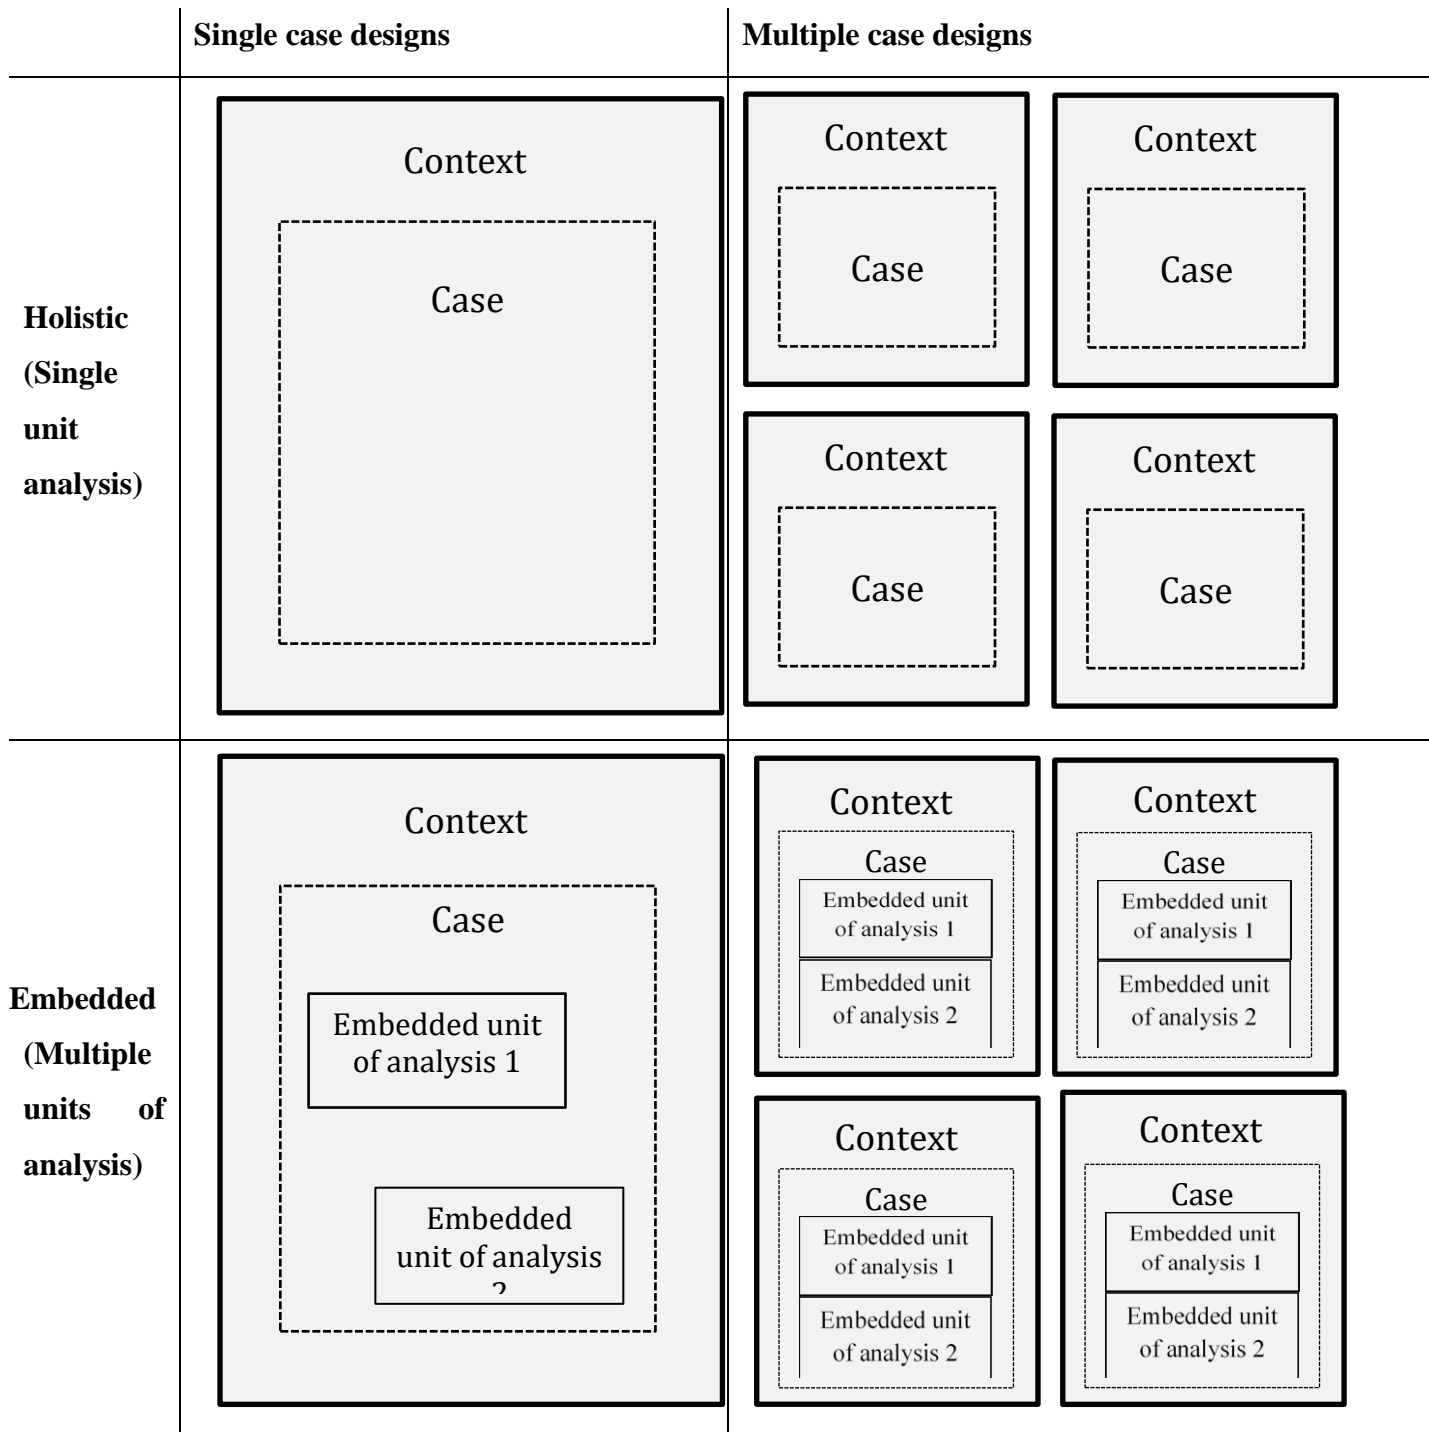 Single case designs
Multiple case designs
Holistic
(Single
unit
analysis)
Context
Case
Context
Case
Context
Case
Context
Case
Context
Case
Embedded
(Multiple
units of
analysis)
Context
Case
Embedded unit
of analysis 1
Embedded
unit of analysis
2
Context
Case
Embedded unit
of analysis 1
Embedded unit
of analysis 2
Context
Case
Embedded unit
of analysis 1
Embedded unit
of analysis 2
Context
Case
Embedded unit
of analysis 1
Embedded unit
of analysis 2
Context
Case
Embedded unit
of analysis 1
Embedded unit
of analysis 2